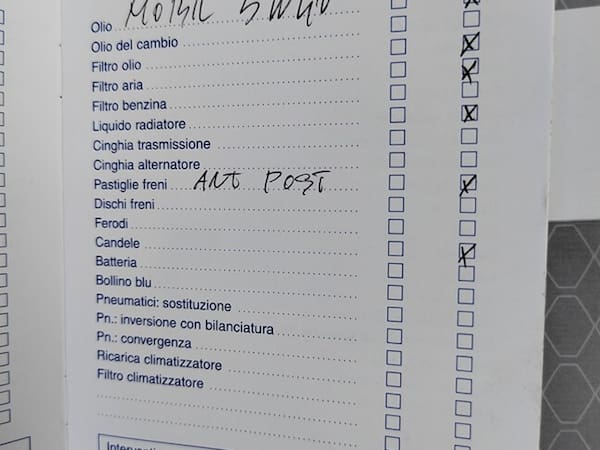 Olio MOBIL 5W40
Olio del cambio
Filtro olio
Filtro aria
Filtro benzina
Liquido radiatore
Cinghia trasmissione
Cinghia alternatore
Pastiglie freni ANT POST
Dischi freni
Ferodi
Candele
Batteria
Bollino blu
Pneumatici: sostituzione
Pn.: inversione con bilanciatura
Pn.: convergenza
Ricarica climatizzatore
Filtro climatizzatore